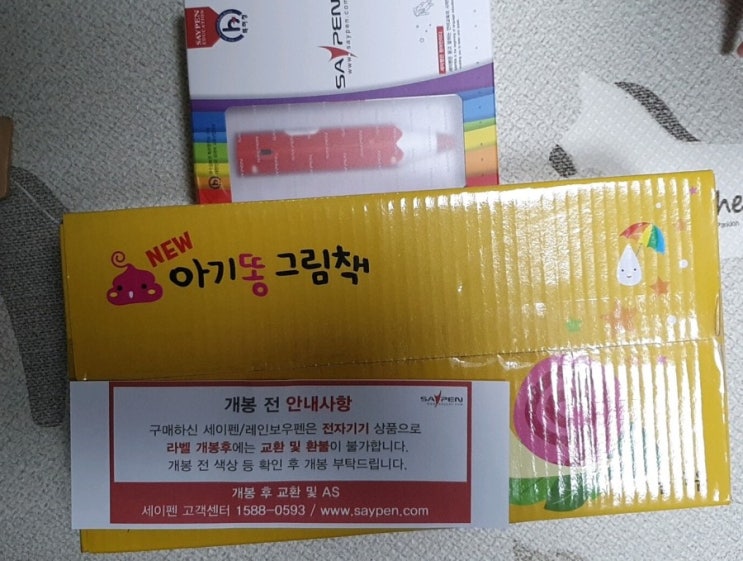 SAYPEN
EDUCATION
SAYPEN
www.saypen.com
NEW
아기똥 그림책
개봉 전 안내사항
SAYPEN
구매하신 세이펜/레인보우펜은 전자기기 상품으로
라벨 개봉후에는 교환 및 환불이 불가합니다.
개봉 전 색상 등 확인 후 개봉 부탁드립니다.
개봉 후 교환 및 AS
세이펜 고객센터 1588-0593 / www.saypen.com
he